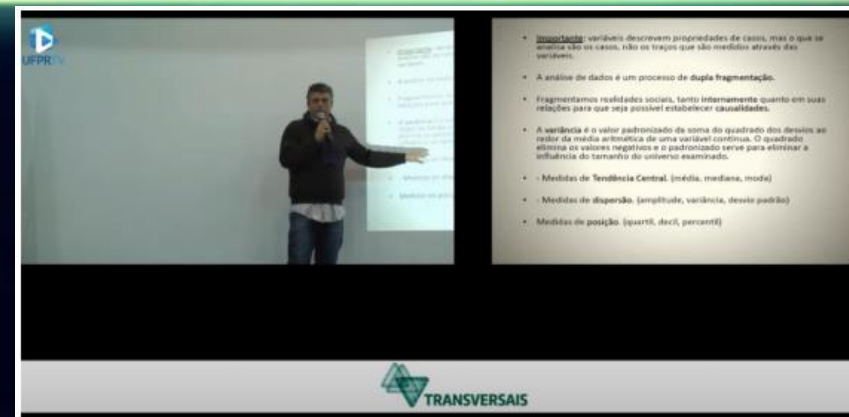 UFPRTV
• Importante: variáveis descrevem propriedades de casos, mas o que se
analisa são os casos, não os traços que são medidos através das
variáveis.
• A análise de dados é um processo de dupla fragmentação.
• Fragmentamos realidades sociais, tanto internamente quanto em suas
relações para que seja possível estabelecer causalidades.
• A variância é o valor padronizado da soma do quadrado dos desvios ao
redor da média aritmética de uma variável contínua. O quadrado
elimina os valores negativos e o padronizado serve para eliminar a
influência do tamanho do universo examinado.
• - Medidas de Tendência Central. (média, mediana, moda)
• - Medidas de dispersão. (amplitude, variância, desvio padrão)
• Medidas de posição. (quartil, decil, percentil)
TRANSVERSAIS